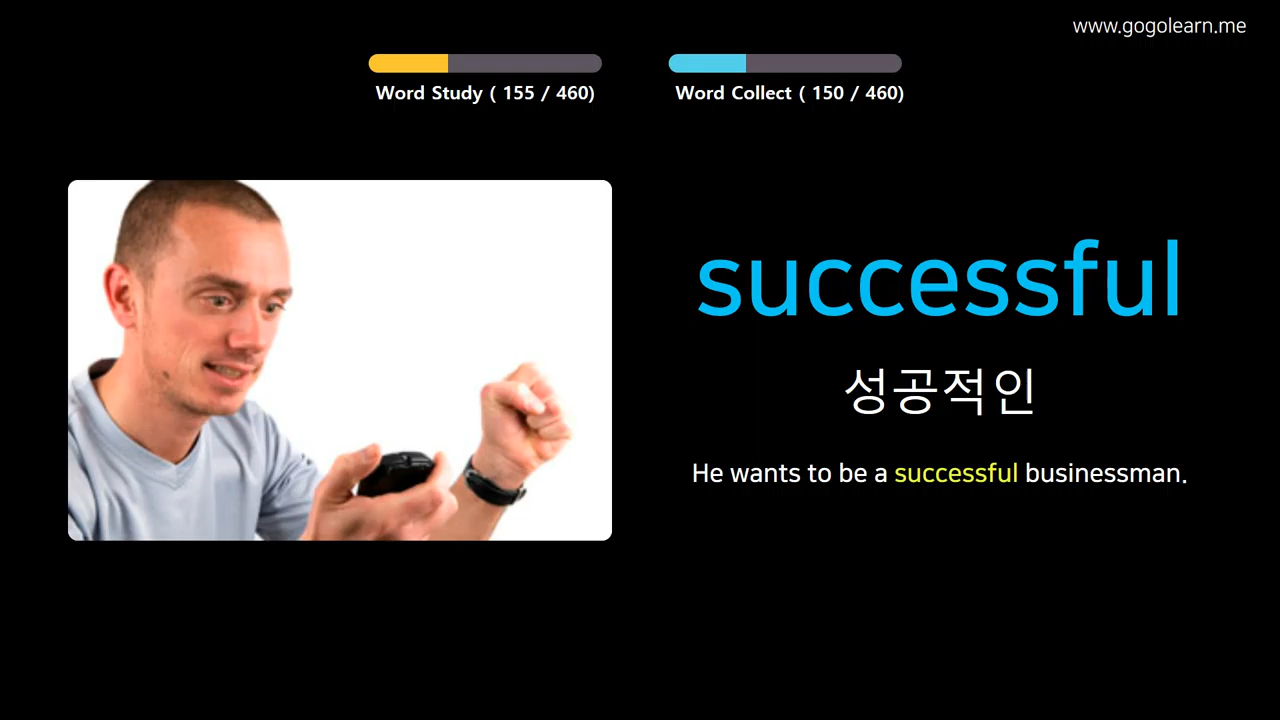 www.gogolearn.me
Word Study ( 155 / 460)
Word Collect ( 150 / 460)
successful
성공적인
He wants to be a successful businessman.